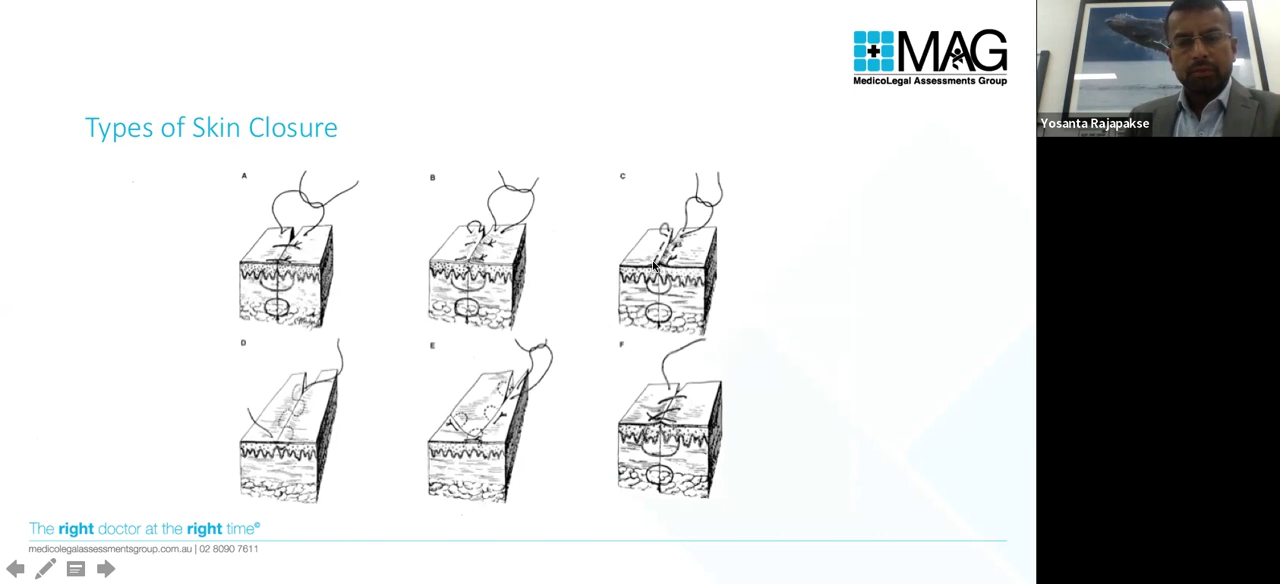 MAG
MedicoLegal Assessments Group
Yosanta Rajapakse
Types of Skin Closure
A
B
C
D
E
F
The right doctor at the right time©
medicolegalassessmentsgroup.com.au | 02 8090 7611